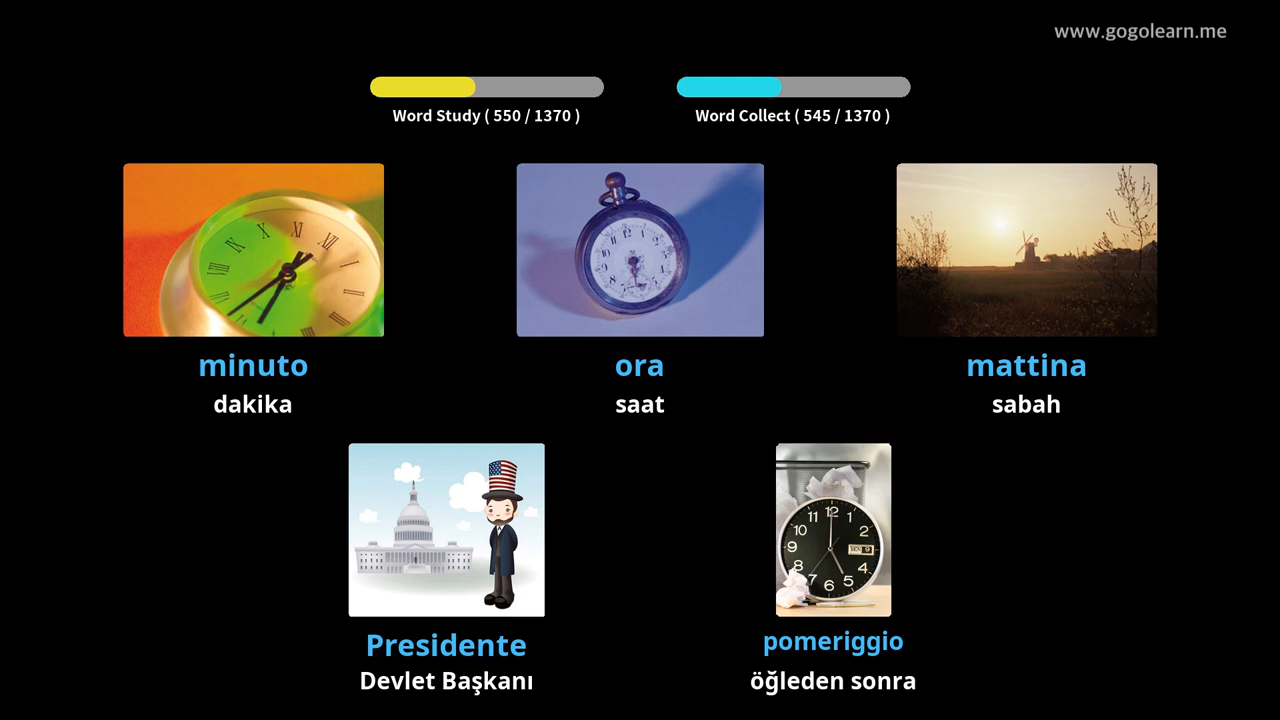 www.gogolearn.me
Word Study ( 550 / 1370 )
Word Collect ( 545 / 1370 )
minuto
dakika
ora
saat
mattina
sabah
Presidente
Devlet Başkanı
pomeriggio
öğleden sonra